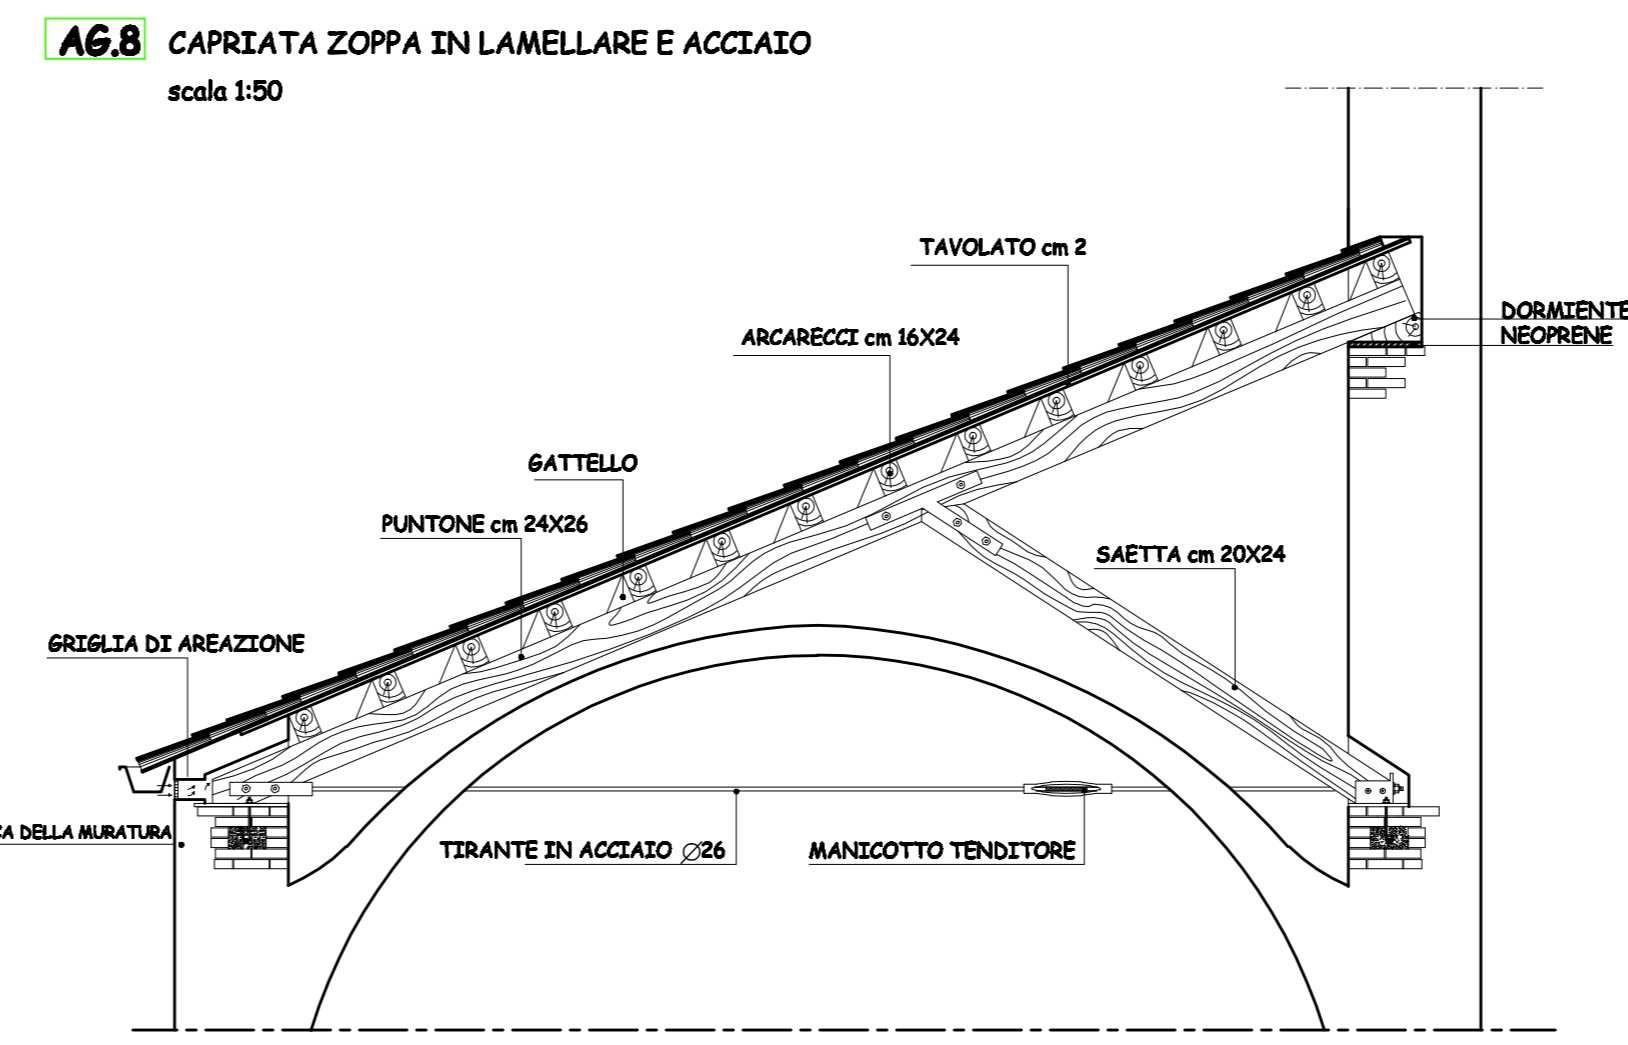 AG.8 CAPRIATA ZOPPA IN LAMELLARE E ACCIAIO
scala 1:50
TAVOLATO cm 2
DORMIENTE
NEOPRENE
ARCARECCI cm 16X24
GATTELLO
PUNTONE cm 24X26
SAETTA cm 20X24
GRIGLIA DI AREAZIONE
CA DELLA MURATURA
TIRANTE IN ACCIAIO ∅26
MANICOTTO TENDITORE